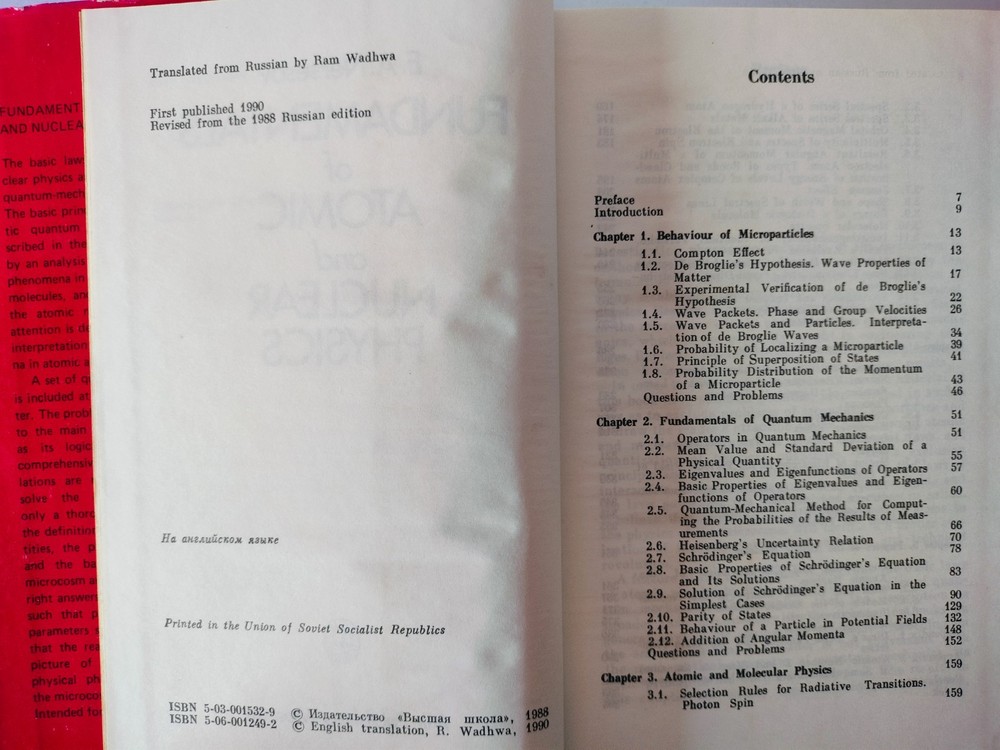 FUNDAMENT
AND NUCLEA
The basic law
clear physics a
quantum-mech
The basic prin
tic quantum
scribed in the
by an analysis
phenomena in
molecules, an
the atomic
attention is de
interpretation
na in atomic a
A set of q
is included at
ter. The prob
to the main
as its logic
comprehensiv
lations are
solve the
only a thoro
the definition
tities, the p
and the ba
microcosm a
right answer
such that p
parameters
that the rea
picture of
physical ph
the microco
Intended fo
Translated from Russian by Ram Wadhwa
First published 1990
Revised from the 1988 Russian edition
На английском языке
Printed in the Union of Soviet Socialist Republics
ISBN 5-03-001532-9 © Издательство «Высшая школа», 1988
ISBN 5-06-001249-2 © English translation, R. Wadhwa, 1990
Contents
Preface 7
Introduction 9
Chapter 1. Behaviour of Microparticles 13
1.1. Compton Effect 13
1.2. De Broglie's Hypothesis. Wave Properties of
Matter 17
1.3. Experimental Verification of de Broglie's
Hypothesis 22
1.4. Wave Packets. Phase and Group Velocities 26
1.5. Wave Packets and Particles. Interpreta-
tion of de Broglie Waves 34
1.6. Probability of Localizing a Microparticle 39
1.7. Principle of Superposition of States 41
1.8. Probability Distribution of the Momentum
of a Microparticle 43
Questions and Problems 46
Chapter 2. Fundamentals of Quantum Mechanics 51
2.1. Operators in Quantum Mechanics 51
2.2. Mean Value and Standard Deviation of a
Physical Quantity 55
2.3. Eigenvalues and Eigenfunctions of Operators 57
2.4. Basic Properties of Eigenvalues and Eigen-
functions of Operators 60
2.5. Quantum-Mechanical Method for Comput-
ing the Probabilities of the Results of Meas-
urements 66
2.6. Heisenberg's Uncertainty Relation 70
2.7. Schrödinger's Equation 78
2.8. Basic Properties of Schrödinger's Equation
and Its Solutions 83
2.9. Solution of Schrödinger's Equation in the
Simplest Cases 90
2.10. Parity of States 129
2.11. Behaviour of a Particle in Potential Fields 132
2.12. Addition of Angular Momenta 148
Questions and Problems 152
Chapter 3. Atomic and Molecular Physics 159
3.1. Selection Rules for Radiative Transitions.
Photon Spin 159